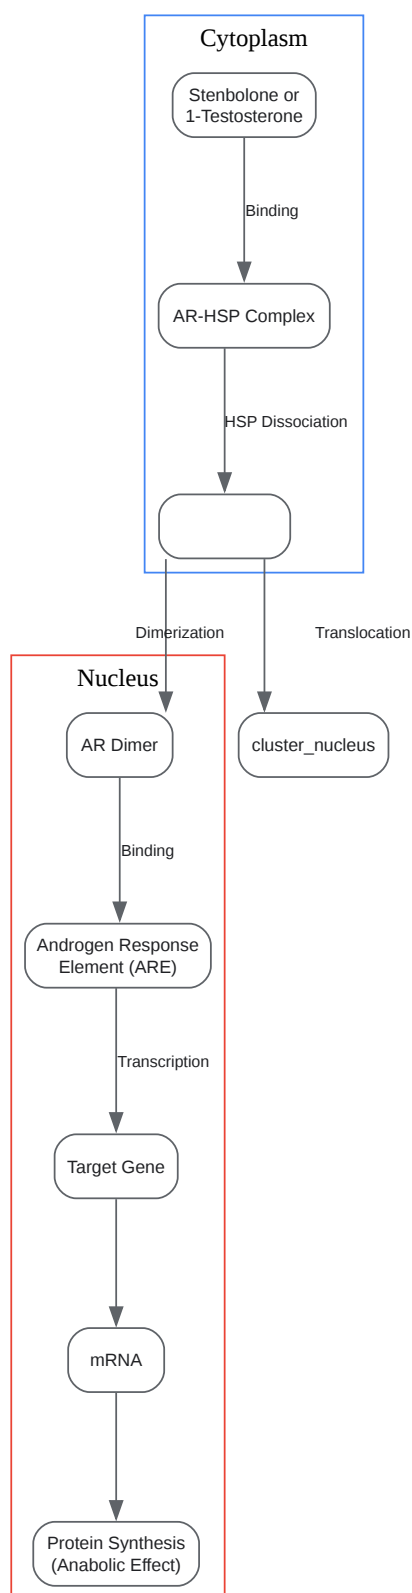 Cytoplasm
Stenbolone or
1-Testosterone
Binding
AR-HSP Complex
HSP Dissociation
Dimerization
Translocation
Nucleus
AR Dimer
cluster_nucleus
Binding
Androgen Response
Element (ARE)
Transcription
Target Gene
mRNA
Protein Synthesis
(Anabolic Effect)